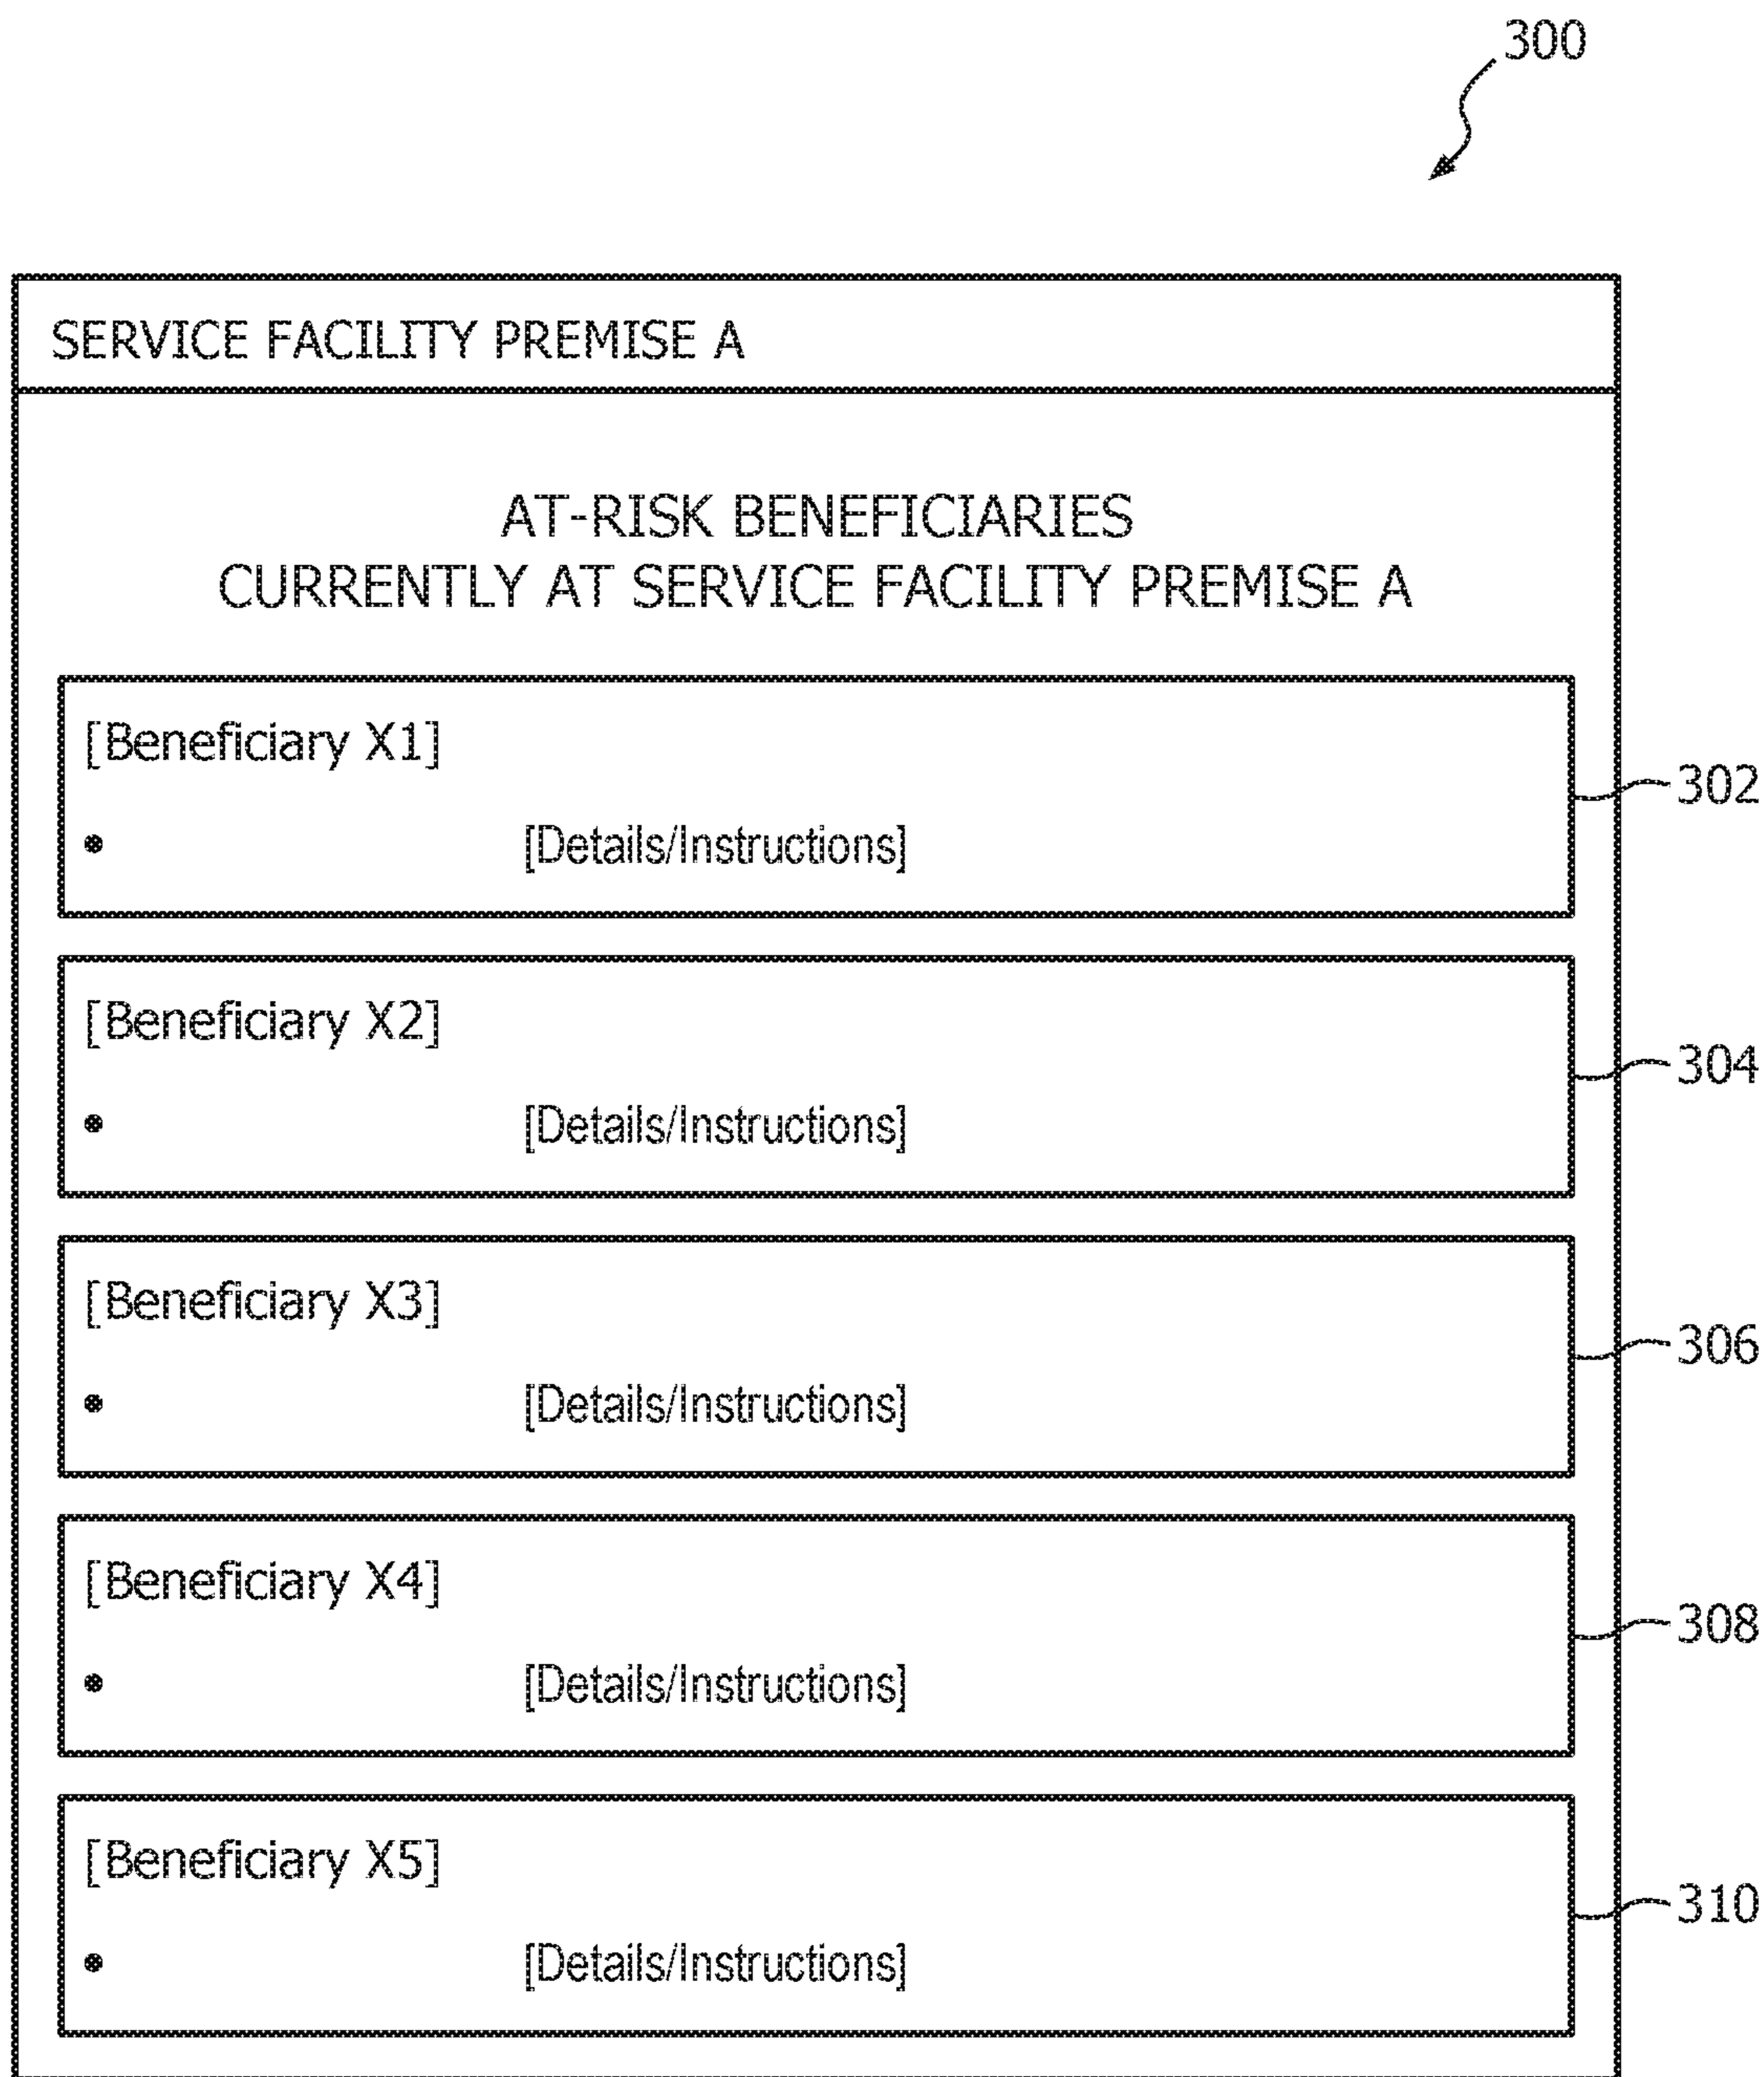 300
SERVICE FACILITY PREMISE A
AT-RISK BENEFICIARIES
CURRENTLY AT SERVICE FACILITY PREMISE A
[Beneficiary X1]
302
• [Details/Instructions]
[Beneficiary X2]
304
• [Details/Instructions]
[Beneficiary X3]
306
• [Details/Instructions]
[Beneficiary X4]
308
• [Details/Instructions]
[Beneficiary X5]
310
• [Details/Instructions]